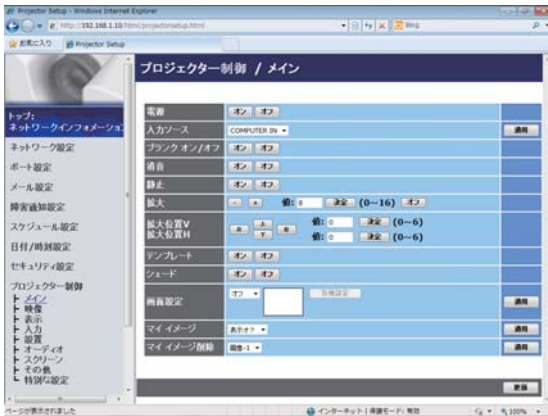 Projector Setup - Windows Internet Explorer
http://192.168.1.10/html/projectorsetup.html
Bing
お気に入り
Projector Setup
プロジェクター制御 / メイン
トップ:
ネットワークインフォメーション
ネットワーク設定
ポート設定
メール設定
障害通知設定
スケジュール設定
日付/時刻設定
セキュリティ設定
プロジェクター制御
メイン
映像
表示
入力
設置
オーディオ
スクリーン
その他
特別な設定
電源 オン オフ
入力ソース COMPUTER IN 適用
ブランク オン/オフ オン オフ
消音 オン オフ
静止 オン オフ
拡大 - + 値: 0 決定 (0~16) オフ
拡大位置V 値: 0 決定 (0~6)
拡大位置H 値: 0 決定 (0~6)
テンプレート オン オフ
シェード オン オフ
画面設定 オフ 適用
マイ イメージ 表示オフ 適用
マイ イメージ削除 画像-1 適用
更新
ページが表示されました
インターネット | 保護モード: 無効
100%